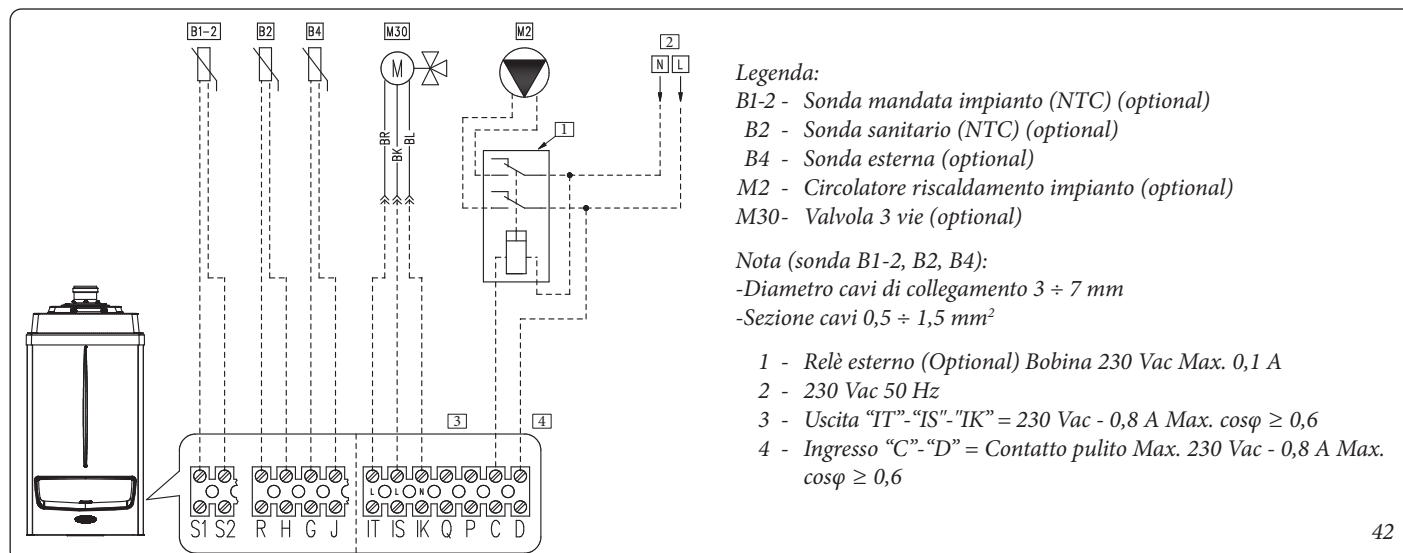 B1-2 B2 B4 M30 M2 2
N L
M
1
BR BK BL
3 4
L L N
S1 S2 R H G J IT IS IK Q P C D
Legenda:
B1-2 - Sonda mandata impianto (NTC) (optional)
B2 - Sonda sanitario (NTC) (optional)
B4 - Sonda esterna (optional)
M2 - Circolatore riscaldamento impianto (optional)
M30- Valvola 3 vie (optional)
Nota (sonda B1-2, B2, B4):
-Diametro cavi di collegamento 3 ÷ 7 mm
-Sezione cavi 0,5 ÷ 1,5 mm²
1 - Relè esterno (Optional) Bobina 230 Vac Max. 0,1 A
2 - 230 Vac 50 Hz
3 - Uscita “IT”-“IS"-"IK” = 230 Vac - 0,8 A Max. cosφ ≥ 0,6
4 - Ingresso “C”-“D” = Contatto pulito Max. 230 Vac - 0,8 A Max.
cosφ ≥ 0,6
42